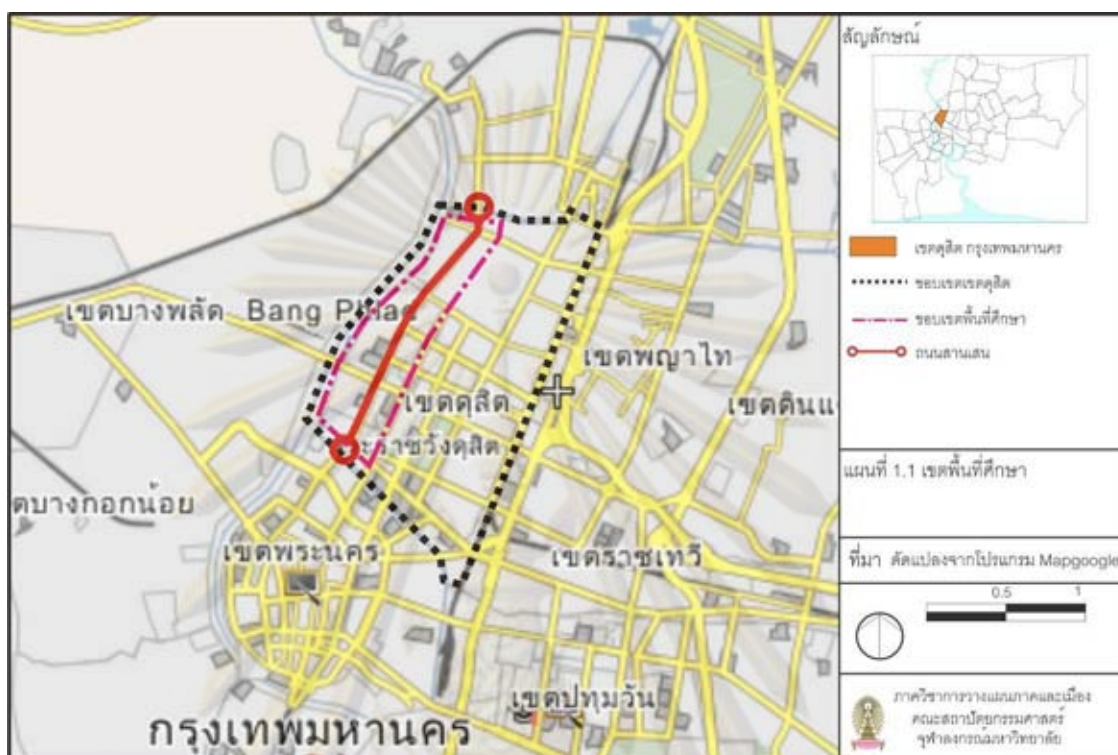 เขตบางพลัด Bang Phlae
เขตพญาไท
เขตดุสิต
เขตดินแ
ะราชวังดุสิต
ตบางกอกน้อย
เขตพระนคร
เขตราชเทวี
เขตปทุมวัน
กรุงเทพมหานคร
สัญลักษณ์
เขตดุสิต กรุงเทพมหานคร
ขอบเขตเขตดุสิต
ขอบเขตพื้นที่ศึกษา
ถนนสามเสน
แผนที่ 1.1 เขตพื้นที่ศึกษา
ที่มา ดัดแปลงจากโปรแกรม Mapgoogle
0.5 1
ภาควิชาการวางแผนภาคและเมือง
คณะสถาปัตยกรรมศาสตร์
จุฬาลงกรณ์มหาวิทยาลัย